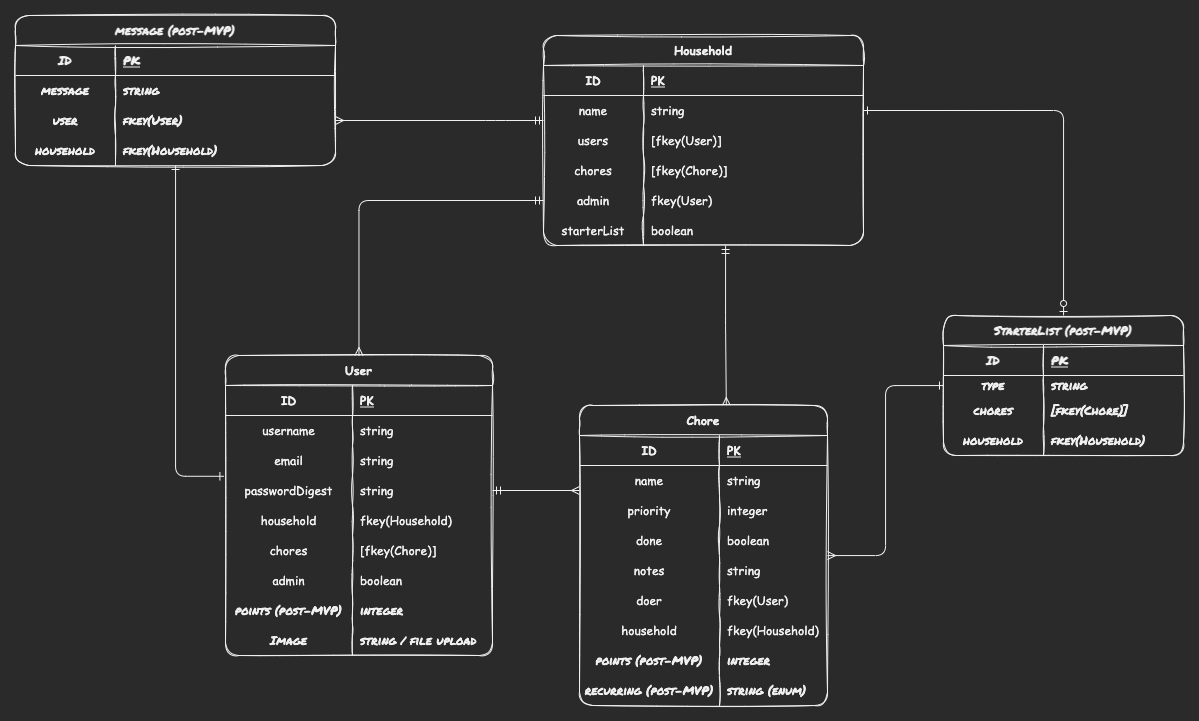 MESSAGE (POST-MVP)
ID PK
MESSAGE STRING
USER FKEY(USER)
HOUSEHOLD FKEY(HOUSEHOLD)
Household
ID PK
name string
users [fkey(User)]
chores [fkey(Chore)]
admin fkey(User)
starterList boolean
STARTERLIST (POST-MVP)
ID PK
TYPE STRING
CHORES [FKEY(CHORE)]
HOUSEHOLD FKEY(HOUSEHOLD)
User
ID PK
username string
email string
passwordDigest string
household fkey(Household)
chores [fkey(Chore)]
admin boolean
POINTS (POST-MVP) INTEGER
IMAGE STRING / FILE UPLOAD
Chore
ID PK
name string
priority integer
done boolean
notes string
doer fkey(User)
household fkey(Household)
POINTS (POST-MVP) INTEGER
RECURRING (POST-MVP) STRING (ENUM)